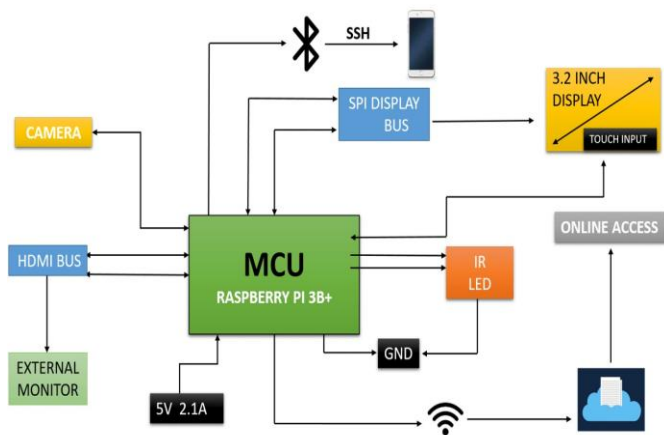 SSH
3.2 INCH
DISPLAY
TOUCH INPUT
SPI DISPLAY
BUS
CAMERA
ONLINE ACCESS
HDMI BUS
MCU
RASPBERRY PI 3B+
IR
LED
GND
EXTERNAL
MONITOR
5V 2.1A